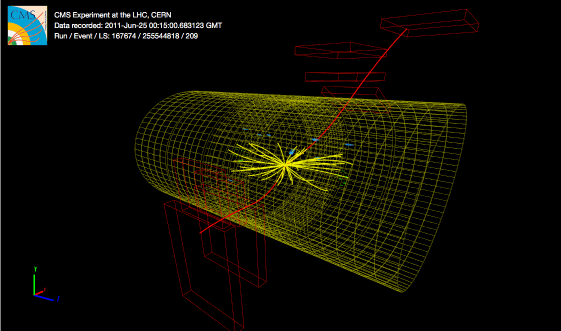 CMS
CMS Experiment at the LHC, CERN
Data recorded: 2011-Jun-25 00:15:00.683123 GMT
Run / Event / LS: 167674 / 255544818 / 209
Y